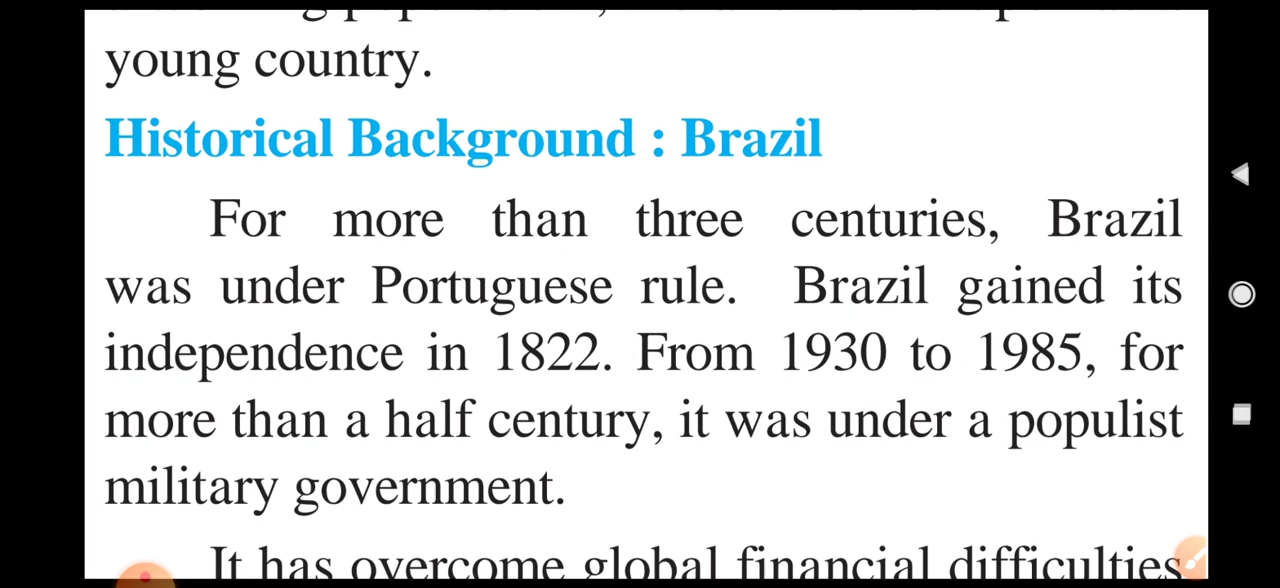 young country.
Historical Background : Brazil
For more than three centuries, Brazil
was under Portuguese rule. Brazil gained its
independence in 1822. From 1930 to 1985, for
more than a half century, it was under a populist
military government.
It has overcome global financial difficulties